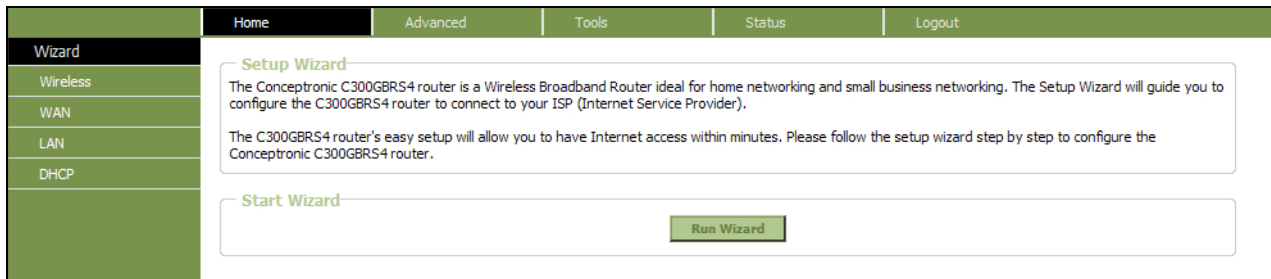 Home
Advanced
Tools
Status
Logout
Wizard
Wireless
WAN
LAN
DHCP
Setup Wizard
The Conceptronic C300GBRS4 router is a Wireless Broadband Router ideal for home networking and small business networking. The Setup Wizard will guide you to
configure the C300GBRS4 router to connect to your ISP (Internet Service Provider).
The C300GBRS4 router's easy setup will allow you to have Internet access within minutes. Please follow the setup wizard step by step to configure the
Conceptronic C300GBRS4 router.
Start Wizard
Run Wizard